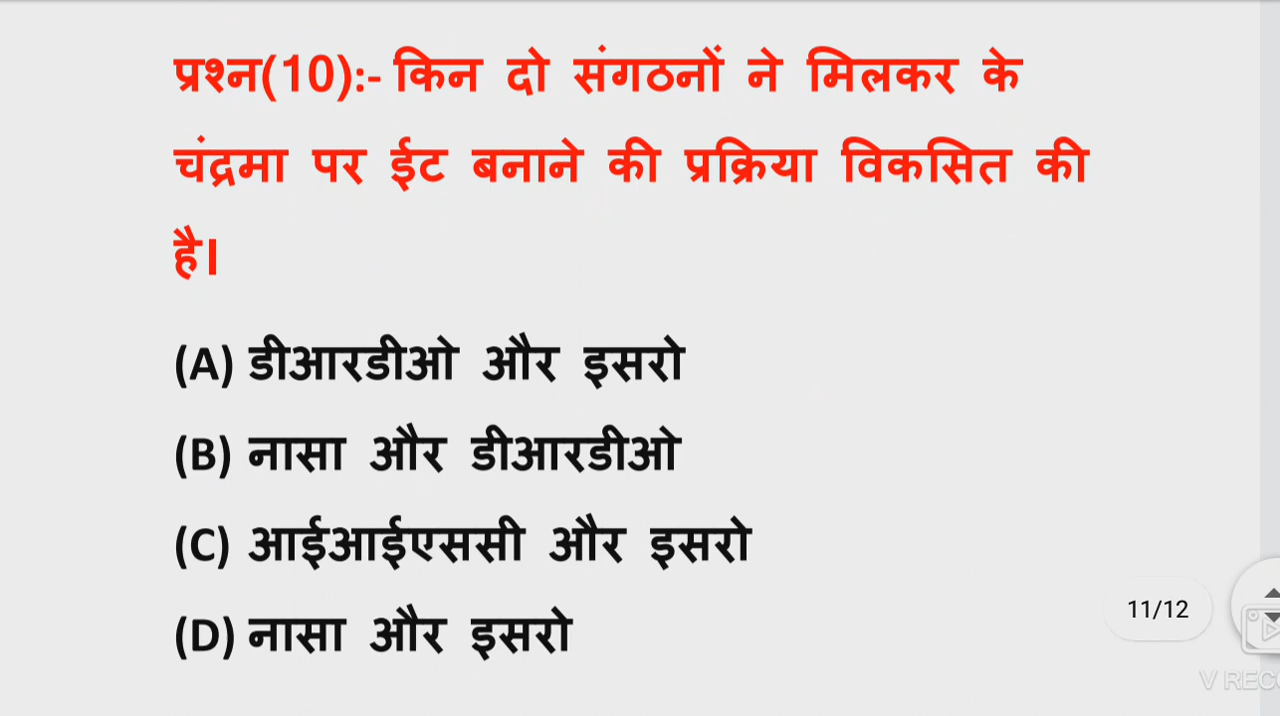 प्रश्न(10):- किन दो संगठनों ने मिलकर के
चंद्रमा पर ईट बनाने की प्रक्रिया विकसित की
है।
(A) डीआरडीओ और इसरो
(B) नासा और डीआरडीओ
(C) आईआईएससी और इसरो
(D) नासा और इसरो
11/12
V REC